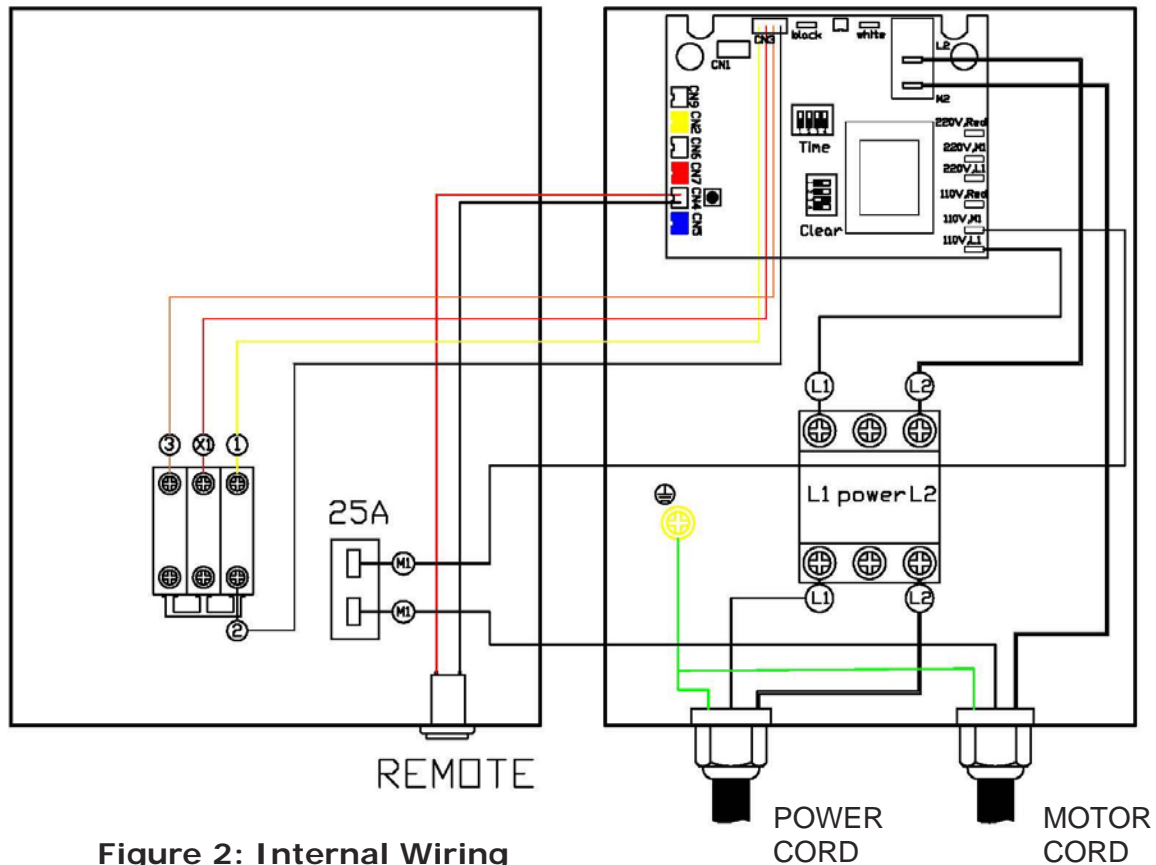 CN3
black
white
L2
CN1
M2
CN9
CN2
CN6
CN7
CN4
CN5
Time
Clear
220V,Red
220V,M1
220V,L1
110V,Red
110V,M1
110V,L1
L1
L2
3
X1
1
25A
M1
M1
2
L1 power L2
L1
L2
REMOTE
POWER
CORD
MOTOR
CORD
Figure 2: Internal Wiring